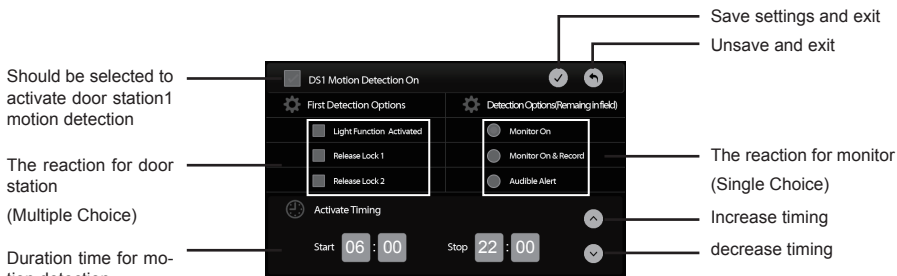 Save settings and exit
Unsave and exit
Should be selected to
activate door station1
motion detection
DS1 Motion Detection On
First Detection Options
Detection Options(Remaing in field)
Light Function Activated
Monitor On
Release Lock 1
Monitor On & Record
Release Lock 2
Audible Alert
The reaction for door
station
(Multiple Choice)
The reaction for monitor
(Single Choice)
Activate Timing
Increase timing
Start 06 : 00
Stop 22 : 00
decrease timing
Duration time for mo-
tion detection